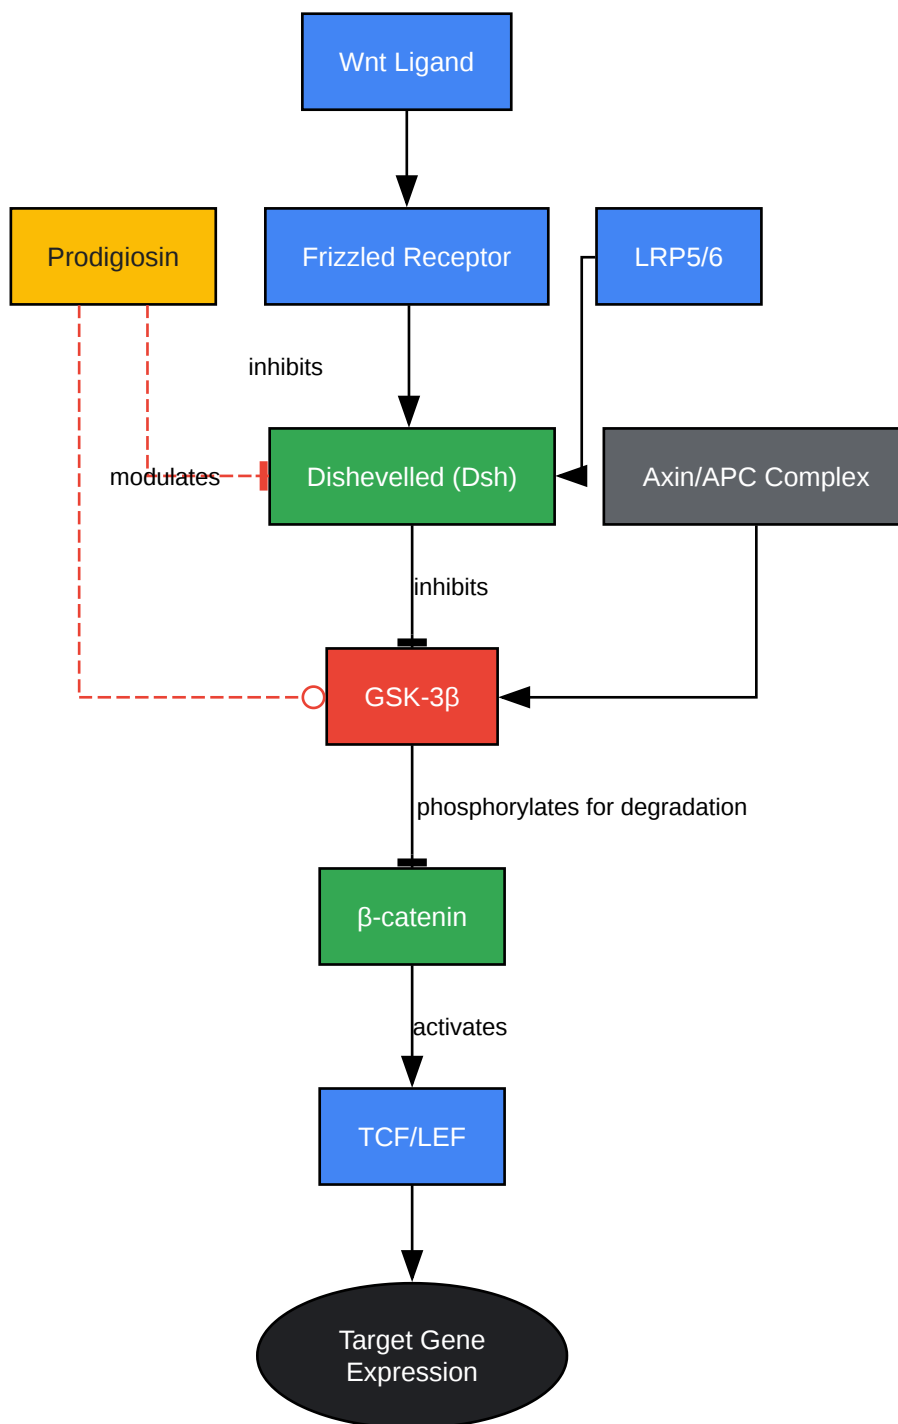 Wnt Ligand
Prodigiosin
Frizzled Receptor
LRP5/6
inhibits
modulates
Dishevelled (Dsh)
Axin/APC Complex
inhibits
GSK-3β
phosphorylates for degradation
β-catenin
activates
TCF/LEF
Target Gene
Expression